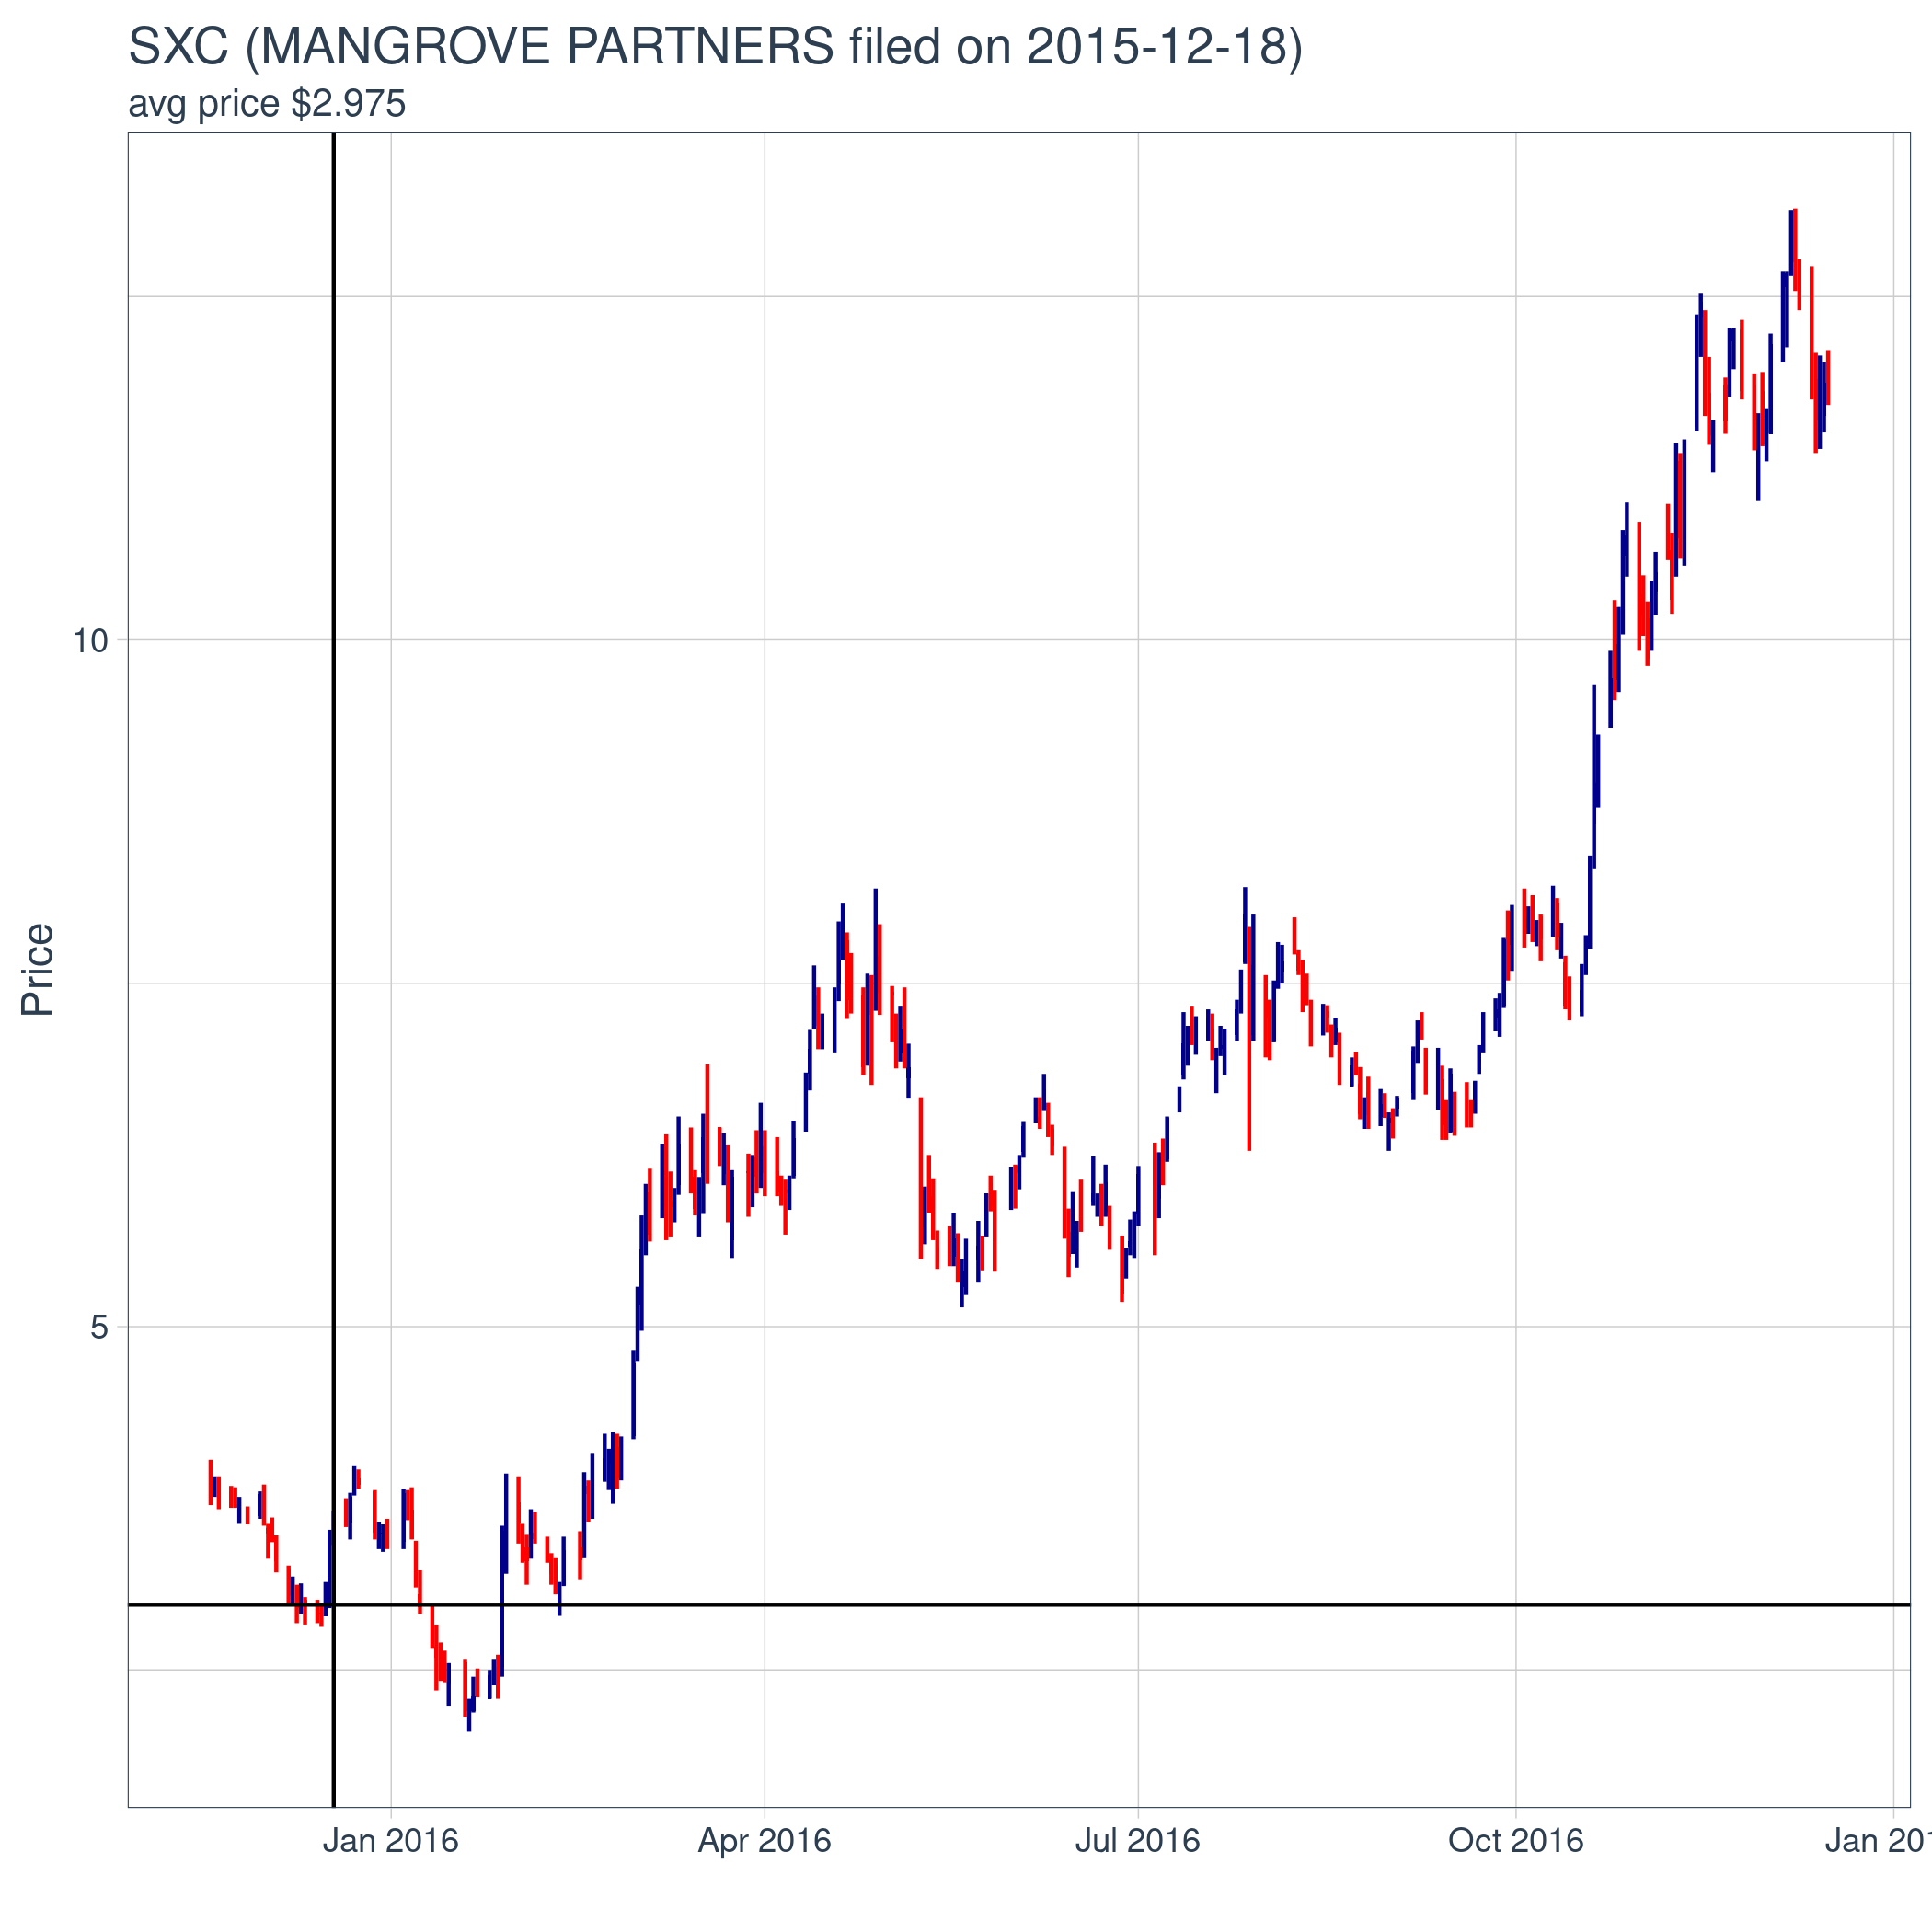 SXC (MANGROVE PARTNERS filed on 2015-12-18)
avg price $2.975
Price
10
5
Jan 2016
Apr 2016
Jul 2016
Oct 2016
Jan 201